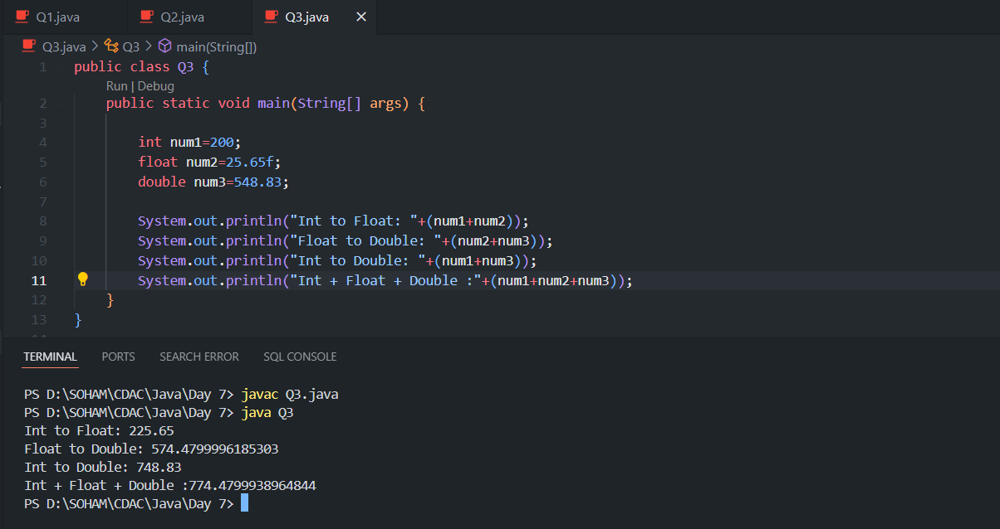 Q1.java Q2.java Q3.java ×
Q3.java > Q3 > main(String[])
1 public class Q3 {
Run | Debug
2 public static void main(String[] args) {
3
4 int num1=200;
5 float num2=25.65f;
6 double num3=548.83;
7
8 System.out.println("Int to Float: "+(num1+num2));
9 System.out.println("Float to Double: "+(num2+num3));
10 System.out.println("Int to Double: "+(num1+num3));
11 System.out.println("Int + Float + Double :"+(num1+num2+num3));
12 }
13 }
TERMINAL PORTS SEARCH ERROR SQL CONSOLE
PS D:\SOHAM\CDAC\Java\Day 7> javac Q3.java
PS D:\SOHAM\CDAC\Java\Day 7> java Q3
Int to Float: 225.65
Float to Double: 574.4799996185303
Int to Double: 748.83
Int + Float + Double :774.4799938964844
PS D:\SOHAM\CDAC\Java\Day 7>